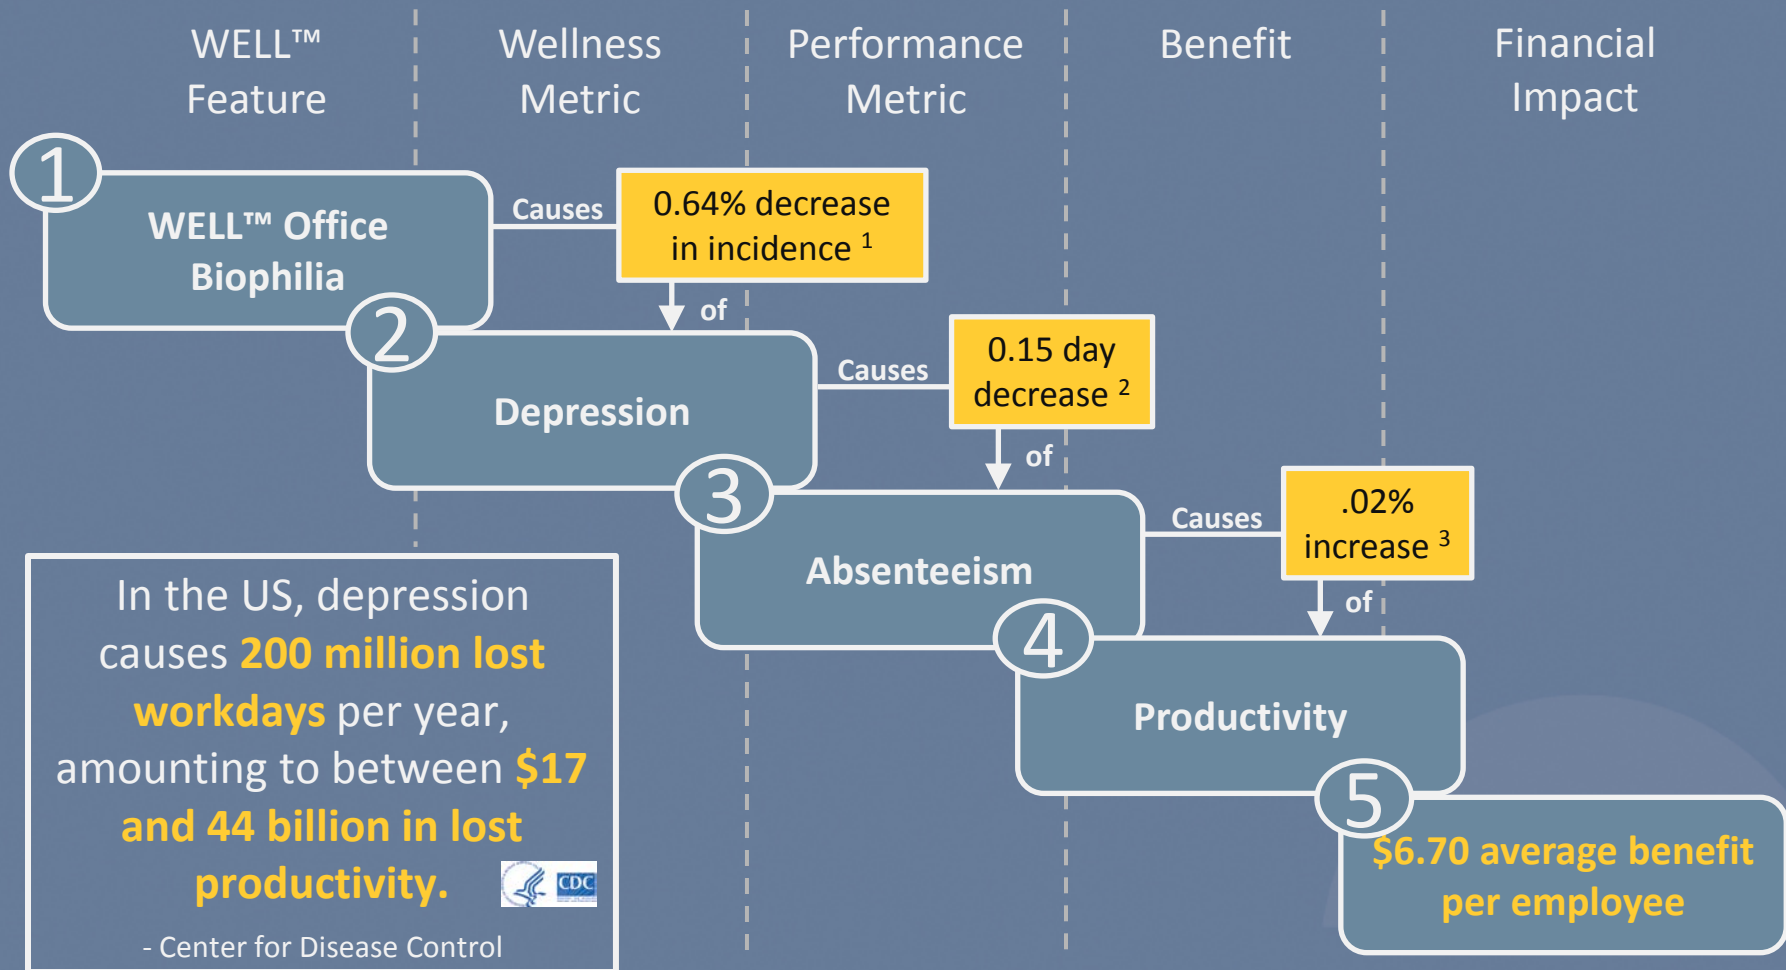 WELL™
Feature
Wellness
Metric
Performance
Metric
Benefit
Financial
Impact
1
WELL™ Office
Biophilia
Causes
0.64% decrease
in incidence ¹
of
2
Depression
Causes
0.15 day
decrease ²
of
3
Absenteeism
Causes
.02%
increase ³
of
4
Productivity
5
$6.70 average benefit
per employee
In the US, depression
causes 200 million lost
workdays per year,
amounting to between $17
and 44 billion in lost
productivity.
CDC
- Center for Disease Control